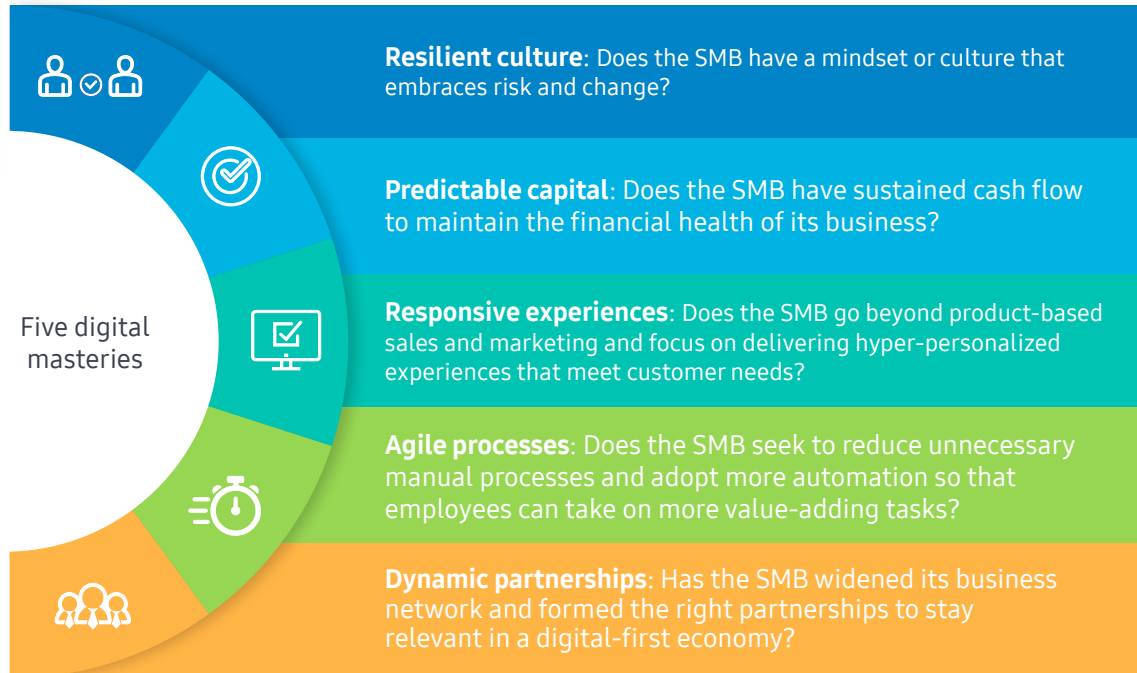 Five digital
masteries
Resilient culture: Does the SMB have a mindset or culture that
embraces risk and change?
Predictable capital: Does the SMB have sustained cash flow
to maintain the financial health of its business?
Responsive experiences: Does the SMB go beyond product-based
sales and marketing and focus on delivering hyper-personalized
experiences that meet customer needs?
Agile processes: Does the SMB seek to reduce unnecessary
manual processes and adopt more automation so that
employees can take on more value-adding tasks?
Dynamic partnerships: Has the SMB widened its business
network and formed the right partnerships to stay
relevant in a digital-first economy?